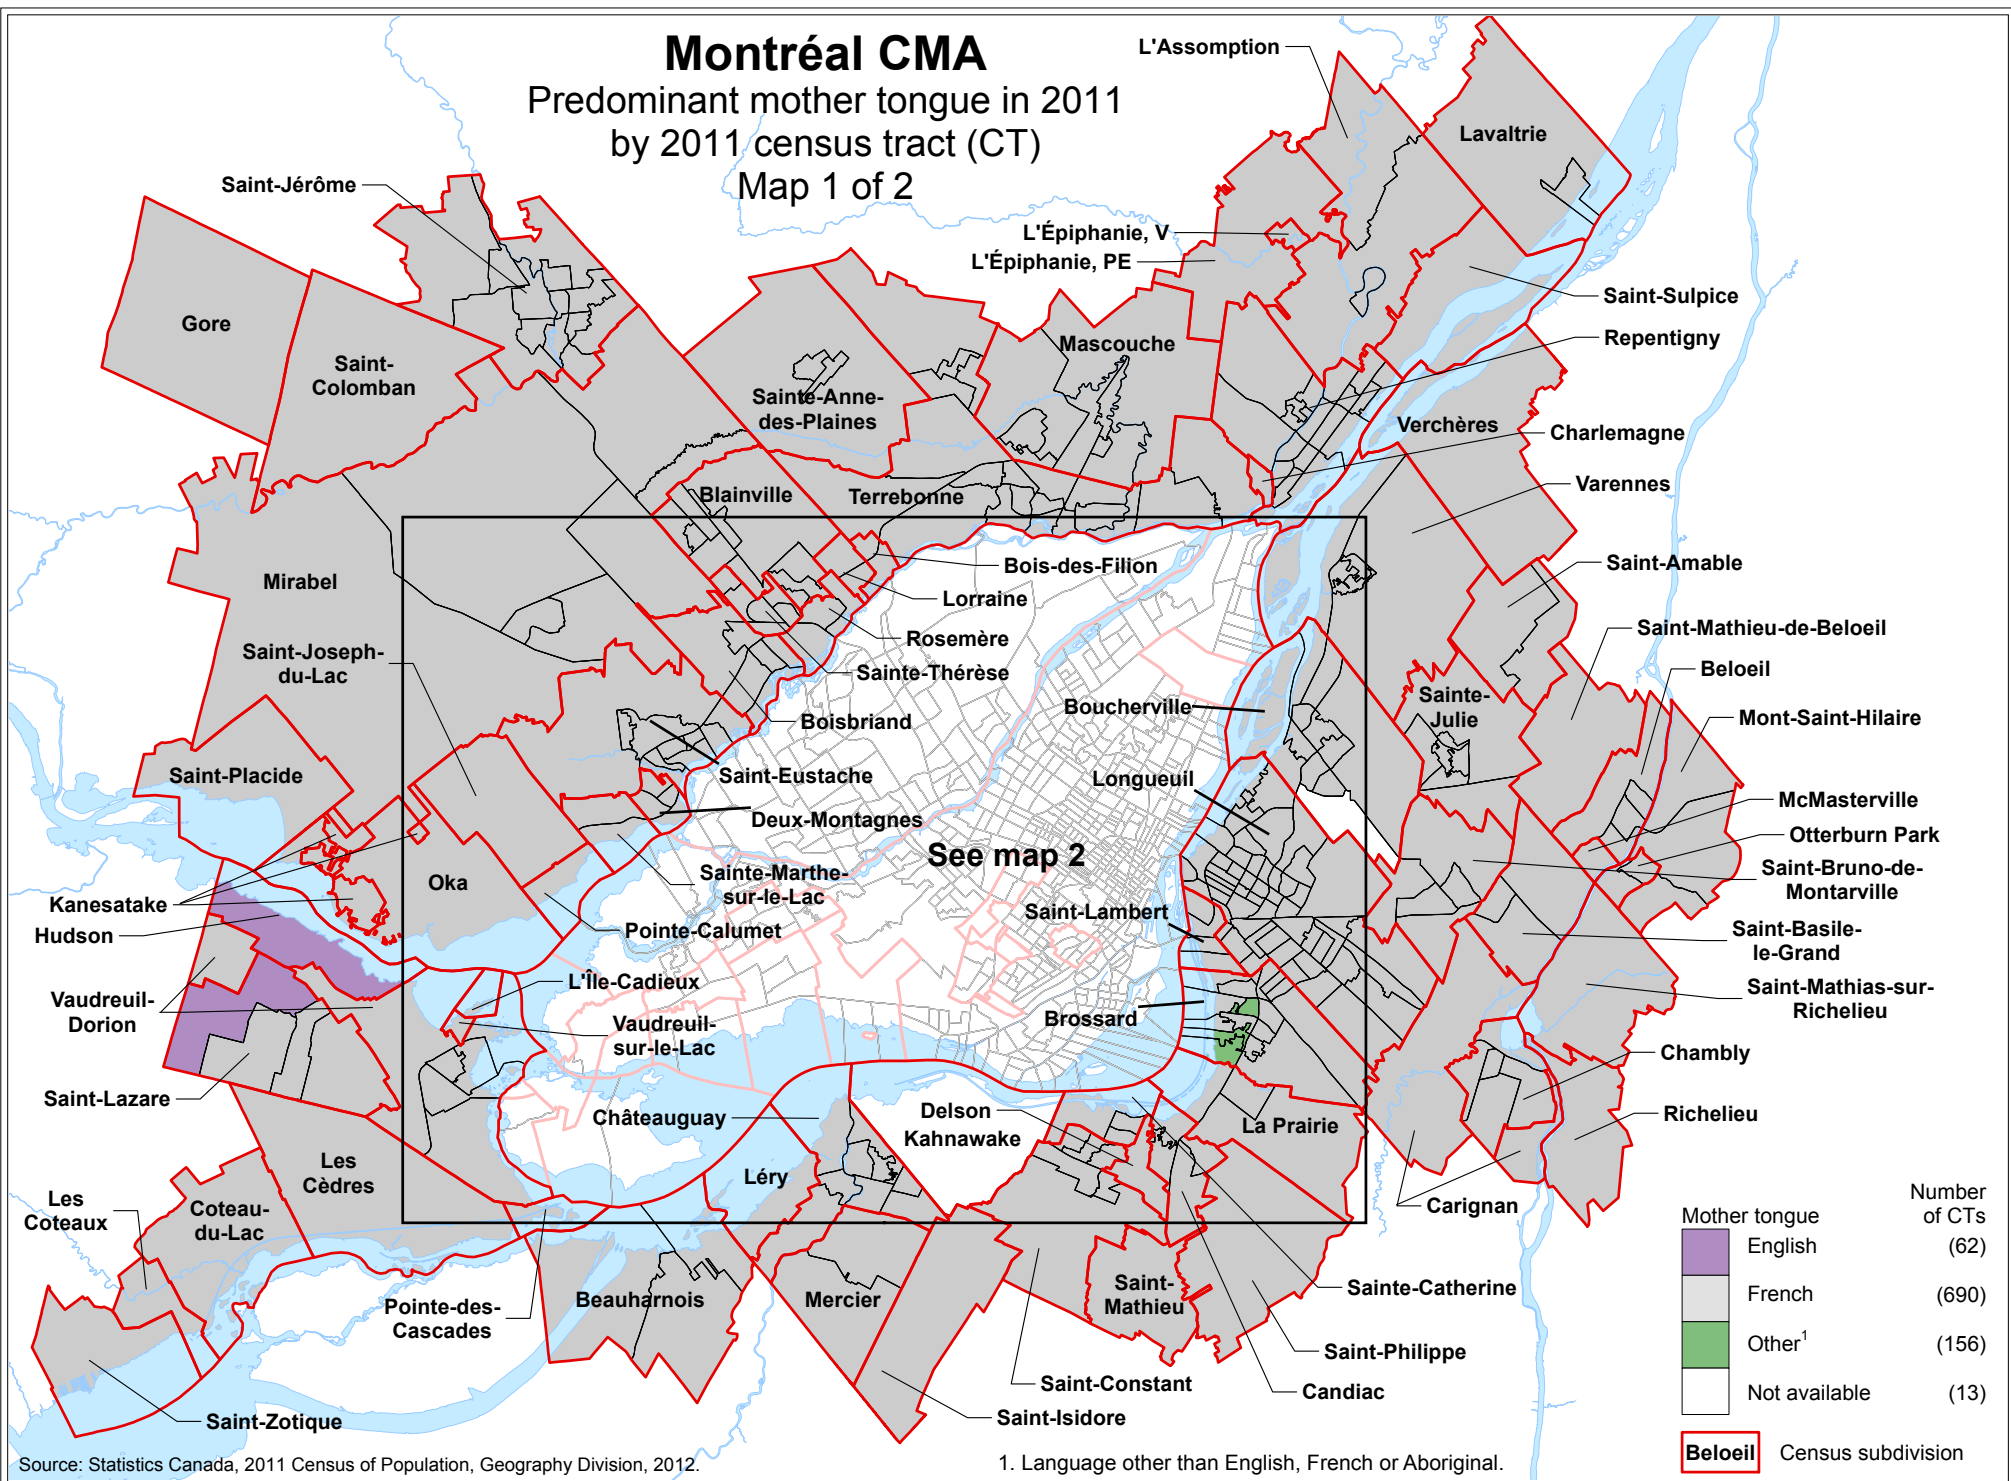 Montréal CMA
Predominant mother tongue in 2011
by 2011 census tract (CT)
Map 1 of 2
L'Assomption
Lavaltrie
Saint-Jérôme
L'Épiphanie, V
L'Épiphanie, PE
Saint-Sulpice
Gore
Saint-
Colomban
Mascouche
Repentigny
Sainte-Anne-
des-Plaines
Verchères
Charlemagne
Blainville
Terrebonne
Varennes
Mirabel
Bois-des-Filion
Saint-Amable
Lorraine
Rosemère
Saint-Mathieu-de-Beloeil
Saint-Joseph-
du-Lac
Sainte-Thérèse
Beloeil
Boisbriand
Boucherville
Sainte-
Julie
Mont-Saint-Hilaire
Saint-Placide
Saint-Eustache
Longueuil
McMasterville
Deux-Montagnes
Otterburn Park
See map 2
Oka
Sainte-Marthe-
sur-le-Lac
Saint-Bruno-de-
Montarville
Kanesatake
Saint-Lambert
Hudson
Pointe-Calumet
Saint-Basile-
le-Grand
L'Île-Cadieux
Vaudreuil-
Dorion
Saint-Mathias-sur-
Richelieu
Vaudreuil-
sur-le-Lac
Brossard
Chambly
Saint-Lazare
Châteauguay
Delson
Kahnawake
La Prairie
Richelieu
Les
Cèdres
Léry
Les
Coteaux
Coteau-
du-Lac
Carignan
Pointe-des-
Cascades
Beauharnois
Mercier
Saint-
Mathieu
Sainte-Catherine
Saint-Philippe
Saint-Constant
Candiac
Saint-Isidore
Saint-Zotique
Mother tongue
Number
of CTs
English (62)
French (690)
Other1 (156)
Not available (13)
Beloeil Census subdivision
Source: Statistics Canada, 2011 Census of Population, Geography Division, 2012.
1. Language other than English, French or Aboriginal.